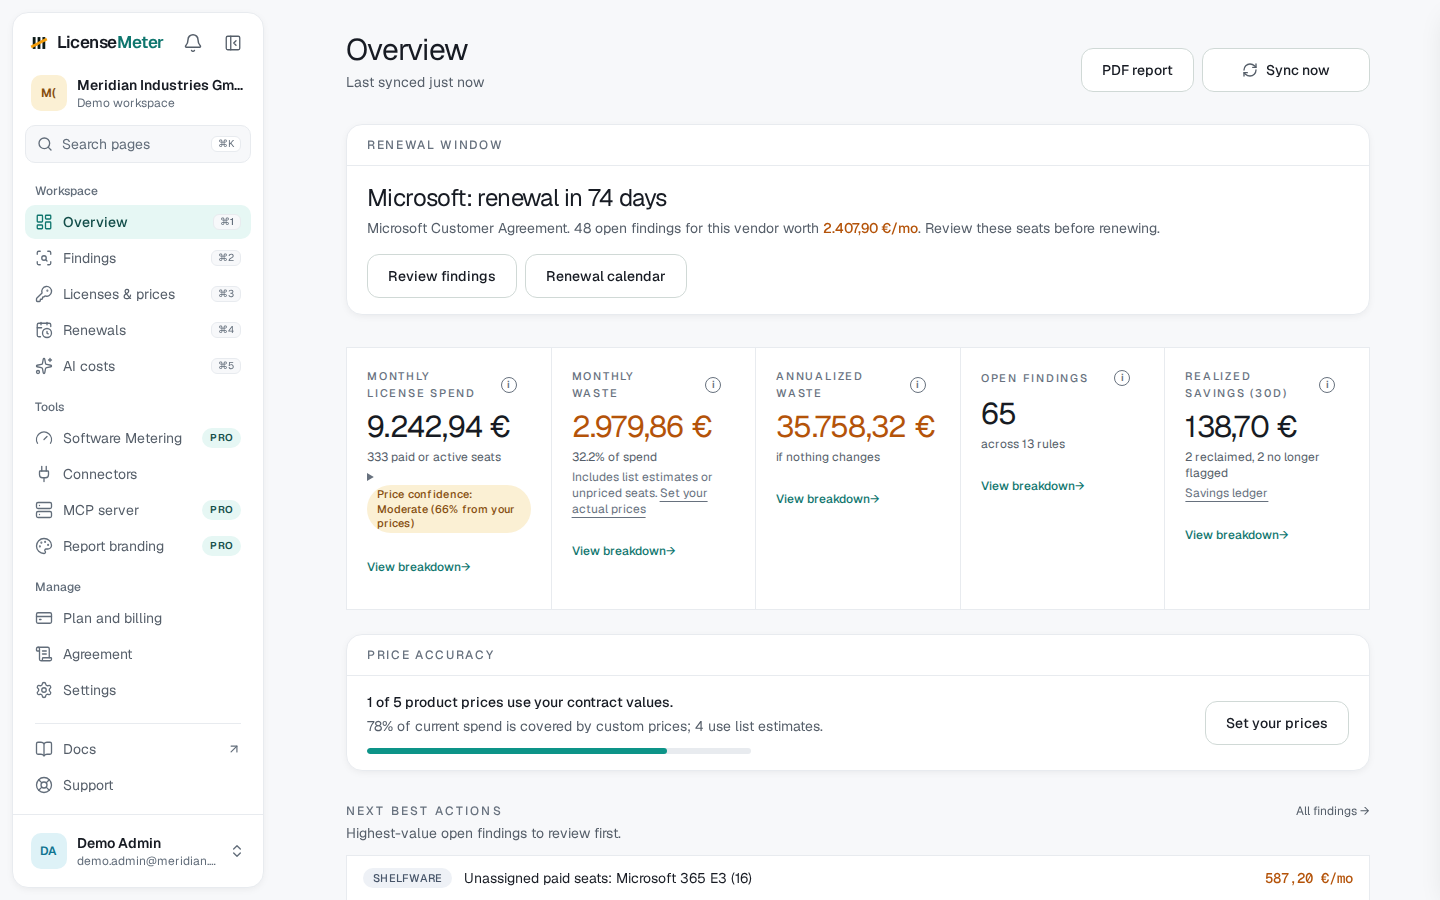 LicenseMeter
M(
Meridian Industries Gm...
Demo workspace
Search pages
⌘K
Workspace
Overview
⌘1
Findings
⌘2
Licenses & prices
⌘3
Renewals
⌘4
AI costs
⌘5
Tools
Software Metering
PRO
Connectors
MCP server
PRO
Report branding
PRO
Manage
Plan and billing
Agreement
Settings
Docs
Support
DA
Demo Admin
demo.admin@meridian....
Overview
Last synced just now
PDF report
Sync now
RENEWAL WINDOW
Microsoft: renewal in 74 days
Microsoft Customer Agreement. 48 open findings for this vendor worth 2.407,90 €/mo. Review these seats before renewing.
Review findings
Renewal calendar
MONTHLY
LICENSE SPEND
9.242,94 €
333 paid or active seats
Price confidence:
Moderate (66% from your
prices)
View breakdown→
MONTHLY
WASTE
2.979,86 €
32.2% of spend
Includes list estimates or
unpriced seats. Set your
actual prices
View breakdown→
ANNUALIZED
WASTE
35.758,32 €
if nothing changes
View breakdown→
OPEN FINDINGS
65
across 13 rules
View breakdown→
REALIZED
SAVINGS (30D)
138,70 €
2 reclaimed, 2 no longer
flagged
Savings ledger
View breakdown→
PRICE ACCURACY
1 of 5 product prices use your contract values.
78% of current spend is covered by custom prices; 4 use list estimates.
Set your prices
NEXT BEST ACTIONS
All findings →
Highest-value open findings to review first.
SHELFWARE
Unassigned paid seats: Microsoft 365 E3 (16)
587,20 €/mo